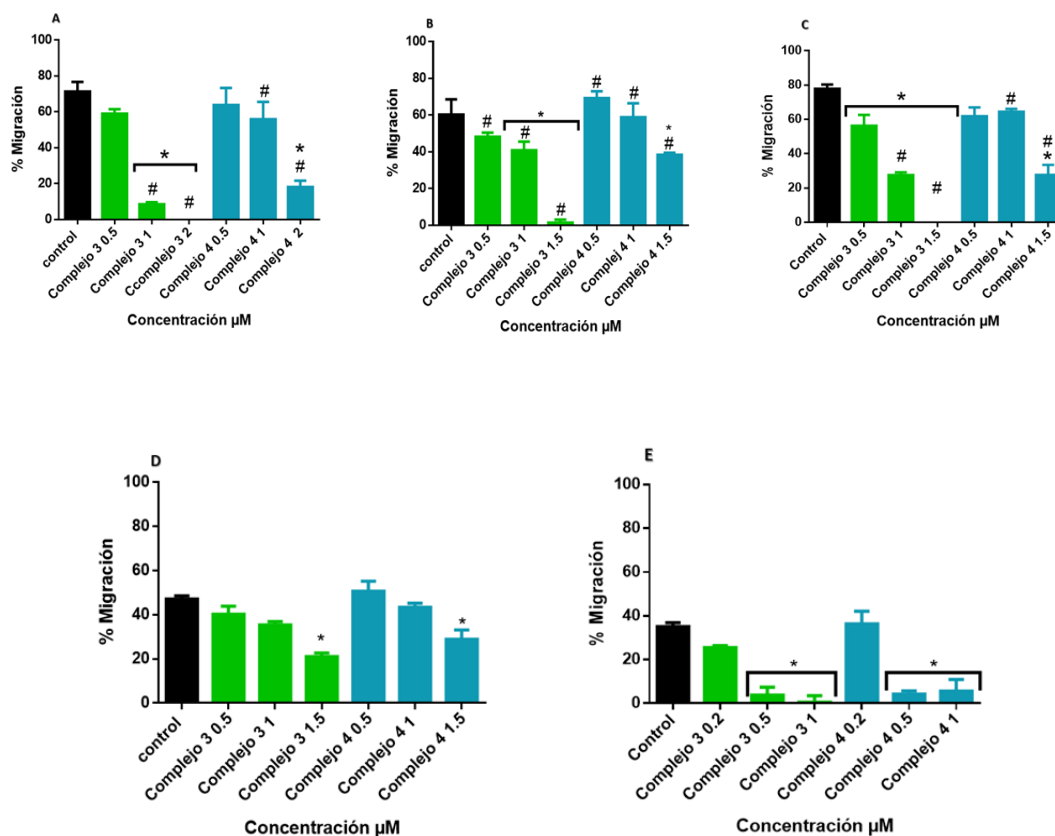 A
% Migración
100
80
60
40
20
0
*
#
#
#
*
#
control
Complejo 3 0.5
Complejo 3 1
Ccomplejo 3 2
Complejo 4 0.5
Complejo 4 1
Complejo 4 2
Concentración µM
B
% Migración
100
80
60
40
20
0
#
#
*
#
#
#
*
#
control
Complejo 3 0.5
Complejo 3 1
Complejo 3 1.5
Complejo 4 0.5
Complej 4 1
Complejo 4 1.5
Concentración µM
C
% Migración
80
60
40
20
0
*
#
#
#
#
*
Control
Complejo 3 0.5
Complejo 3 1
Complejo 3 1.5
Complejo 4 0.5
Complejo 4 1
Complejo 4 1.5
Concentración µM
D
% Migración
100
80
60
40
20
0
*
*
control
Complejo 3 0.5
Complejo 3 1
Complejo 3 1.5
Complejo 4 0.5
Complejo 4 1
Complejo 4 1.5
Concentración µM
E
% Migración
100
80
60
40
20
0
*
*
Control
Complejo 3 0.2
Complejo 3 0.5
Complejo 3 1
Complejo 4 0.2
Complejo 4 0.5
Complejo 4 1
Concentración µM